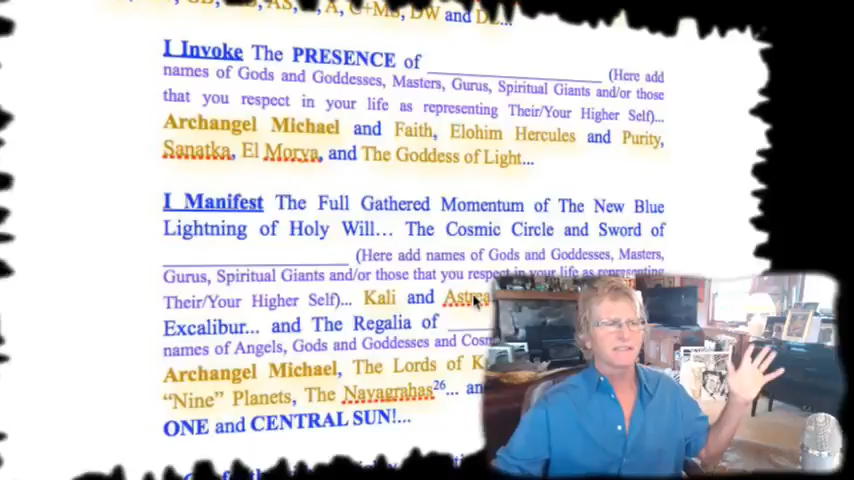 AS, A, C+MS, DW and
I Invoke The PRESENCE of ____________________ (Here add
names of Gods and Goddesses, Masters, Gurus, Spiritual Giants and/or those
that you respect in your life as representing Their/Your Higher Self)...
Archangel Michael and Faith, Elohim Hercules and Purity,
Sanatka, El Morya, and The Goddess of Light...
I Manifest The Full Gathered Momentum of The New Blue
Lightning of Holy Will... The Cosmic Circle and Sword of
____________________ (Here add names of Gods and Goddesses, Masters,
Gurus, Spiritual Giants and/or those that you respect in your life as representing
Their/Your Higher Self)... Kali and Astrea
Excalibur... and The Regalia of
names of Angels, Gods and Goddesses and
Archangel Michael, The Lords of
"Nine" Planets, The Navagrahas26...
ONE and CENTRAL SUN!...